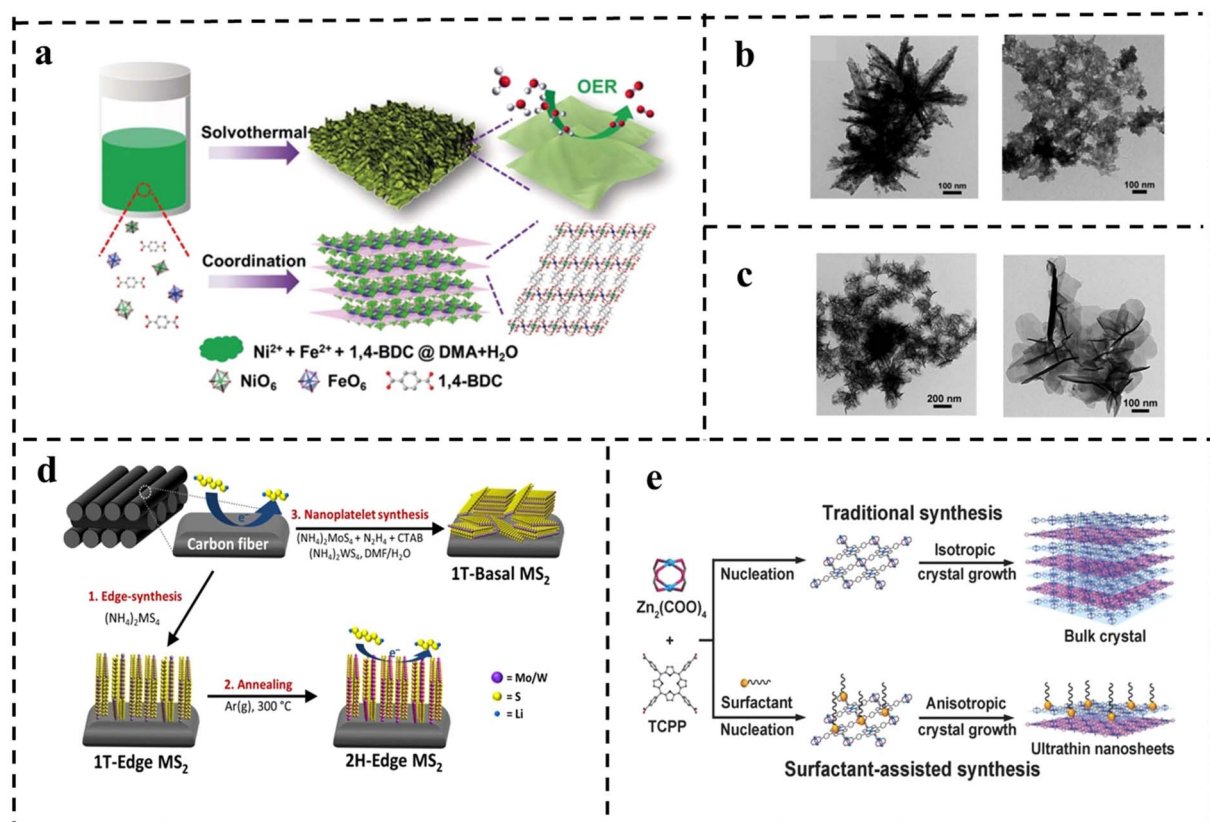 a
Solvothermal
OER
Coordination
Ni²⁺ + Fe²⁺ + 1,4-BDC @ DMA+H₂O
NiO₆ FeO₆ 1,4-BDC
b
100 nm
100 nm
c
200 nm
100 nm
d
e⁻
Carbon fiber
3. Nanoplatelet synthesis
(NH₄)₂MoS₄ + N₂H₄ + CTAB
(NH₄)₂WS₄, DMF/H₂O
1T-Basal MS₂
1. Edge-synthesis
(NH₄)₂MS₄
2. Annealing
Ar(g), 300 °C
e⁻
= Mo/W
= S
= Li
1T-Edge MS₂
2H-Edge MS₂
e
Traditional synthesis
Zn₂(COO)₄
+
TCPP
Nucleation
Isotropic
crystal growth
Bulk crystal
Surfactant
Nucleation
Anisotropic
crystal growth
Ultrathin nanosheets
Surfactant-assisted synthesis